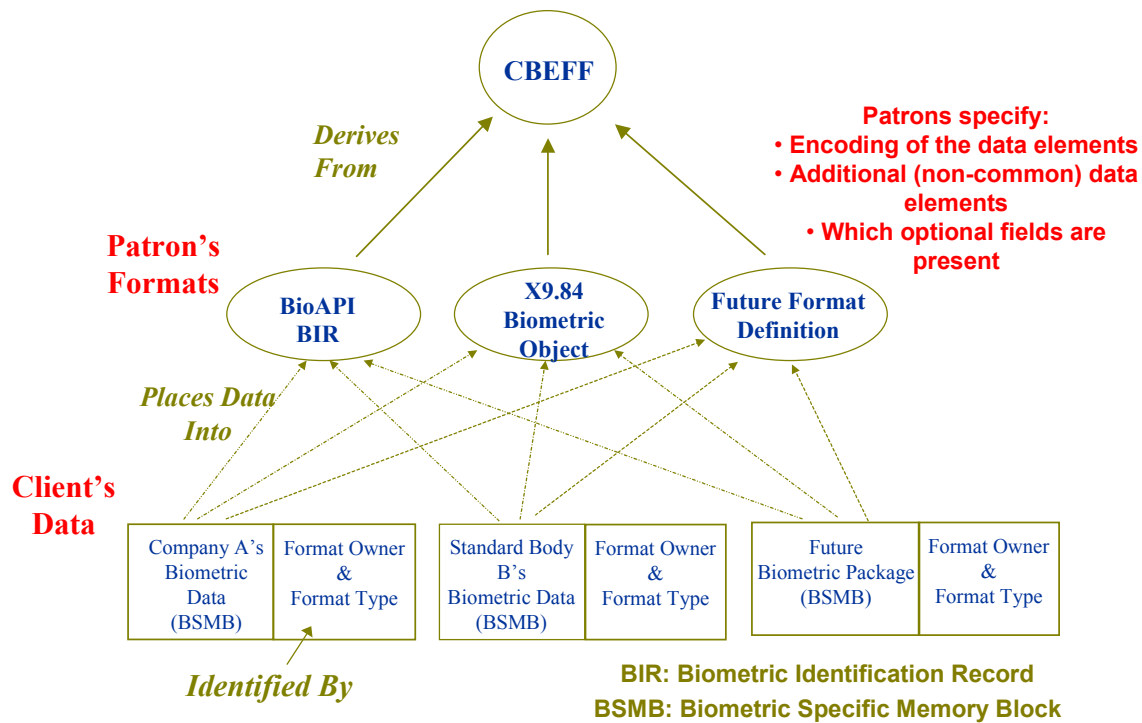 CBEFF
Derives
From
Patrons specify:
• Encoding of the data elements
• Additional (non-common) data
elements
• Which optional fields are
present
Patron's
Formats
BioAPI
BIR
X9.84
Biometric
Object
Future Format
Definition
Places Data
Into
Client's
Data
Company A's
Biometric
Data
(BSMB)
Format Owner
&
Format Type
Standard Body
B's
Biometric Data
(BSMB)
Format Owner
&
Format Type
Future
Biometric Package
(BSMB)
Format Owner
&
Format Type
Identified By
BIR: Biometric Identification Record
BSMB: Biometric Specific Memory Block